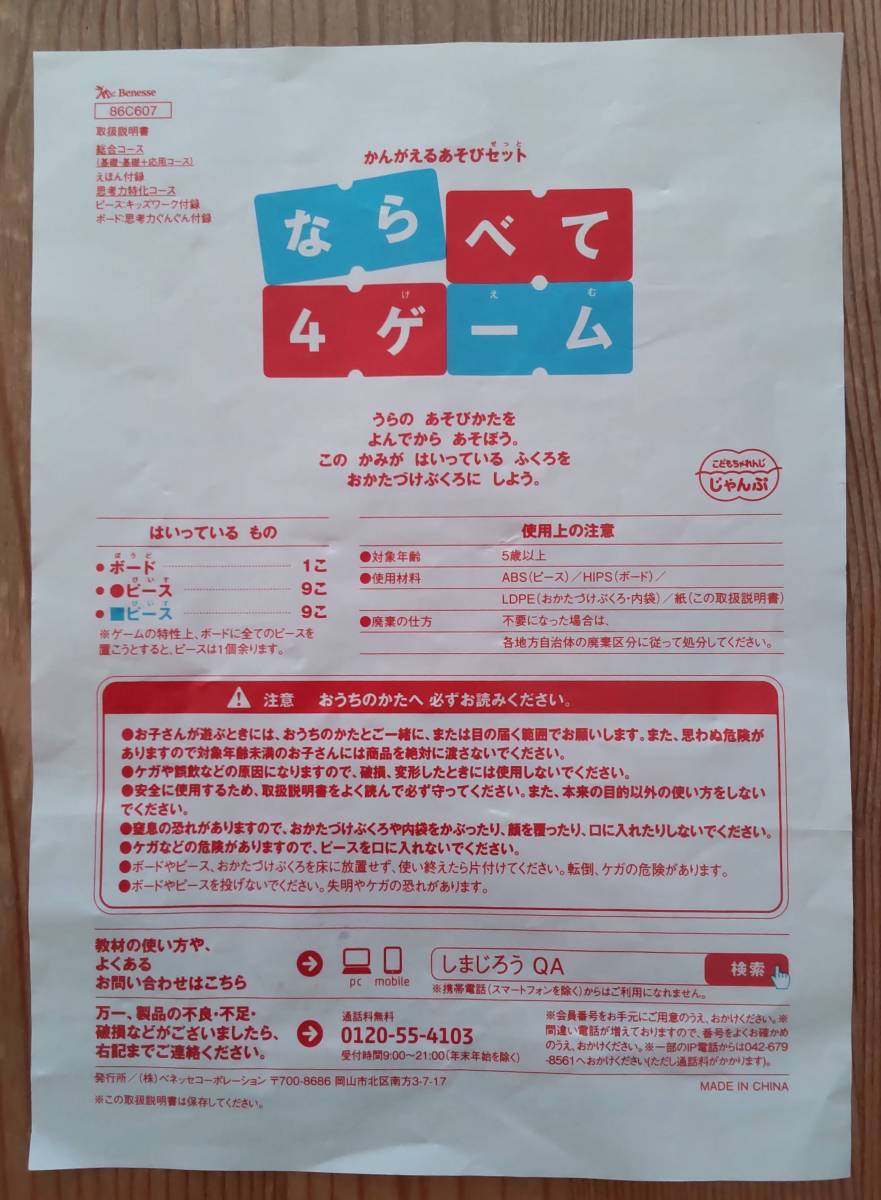 Benesse
86C607
取扱説明書
総合コース
(基礎・基礎+応用コース)
えほん付録
思考力特化コース
ピース:キッズワーク付録
ボード:思考力ぐんぐん付録
せっと
かんがえるあそびセット
ならべて
げえむ
4ゲーム
うらの あそびかたを
よんでから あそぼう。
この かみが はいっている ふくろを
おかたづけぶくろに しよう。
こどもちゃれんじ
じゃんぷ
はいっている もの
ぼうど
●ボード 1こ
ぴいす
●●ピース 9こ
ぴいす
●■ピース 9こ
※ゲームの特性上、ボードに全てのピースを
置こうとすると、ピースは1個余ります。
使用上の注意
●対象年齢 5歳以上
●使用材料 ABS(ピース)/HIPS(ボード)/
LDPE(おかたづけぶくろ・内袋)/紙(この取扱説明書)
●廃棄の仕方 不要になった場合は、
各地方自治体の廃棄区分に従って処分してください。
注意 おうちのかたへ 必ずお読みください。
●お子さんが遊ぶときには、おうちのかたとご一緒に、または目の届く範囲でお願いします。また、思わぬ危険が
ありますので対象年齢未満のお子さんには商品を絶対に渡さないでください。
●ケガや誤飲などの原因になりますので、破損、変形したときには使用しないでください。
●安全に使用するため、取扱説明書をよく読んで必ず守ってください。また、本来の目的以外の使い方をしない
でください。
●窒息の恐れがありますので、おかたづけぶくろや内袋をかぶったり、顔を覆ったり、口に入れたりしないでください。
●ケガなどの危険がありますので、ピースを口に入れないでください。
●ボードやピース、おかたづけぶくろを床に放置せず、使い終えたら片付けてください。転倒、ケガの危険があります。
●ボードやピースを投げないでください。失明やケガの恐れがあります。
教材の使い方や、
よくある
お問い合わせはこちら
pc mobile
しまじろう QA 検索
※携帯電話(スマートフォンを除く)からはご利用になれません。
万一、製品の不良・不足・
破損などがございましたら、
右記までご連絡ください。
通話料無料
0120-55-4103
受付時間9:00〜21:00(年末年始を除く)
※会員番号をお手元にご用意のうえ、おかけください。※
間違い電話が増えておりますので、番号をよくお確かめ
のうえ、おかけください。※一部のIP電話からは042-679
-8561へおかけください(ただし通話料がかかります)。
発行所/(株)ベネッセコーポレーション 〒700-8686 岡山市北区南方3-7-17
MADE IN CHINA
※この取扱説明書は保存してください。